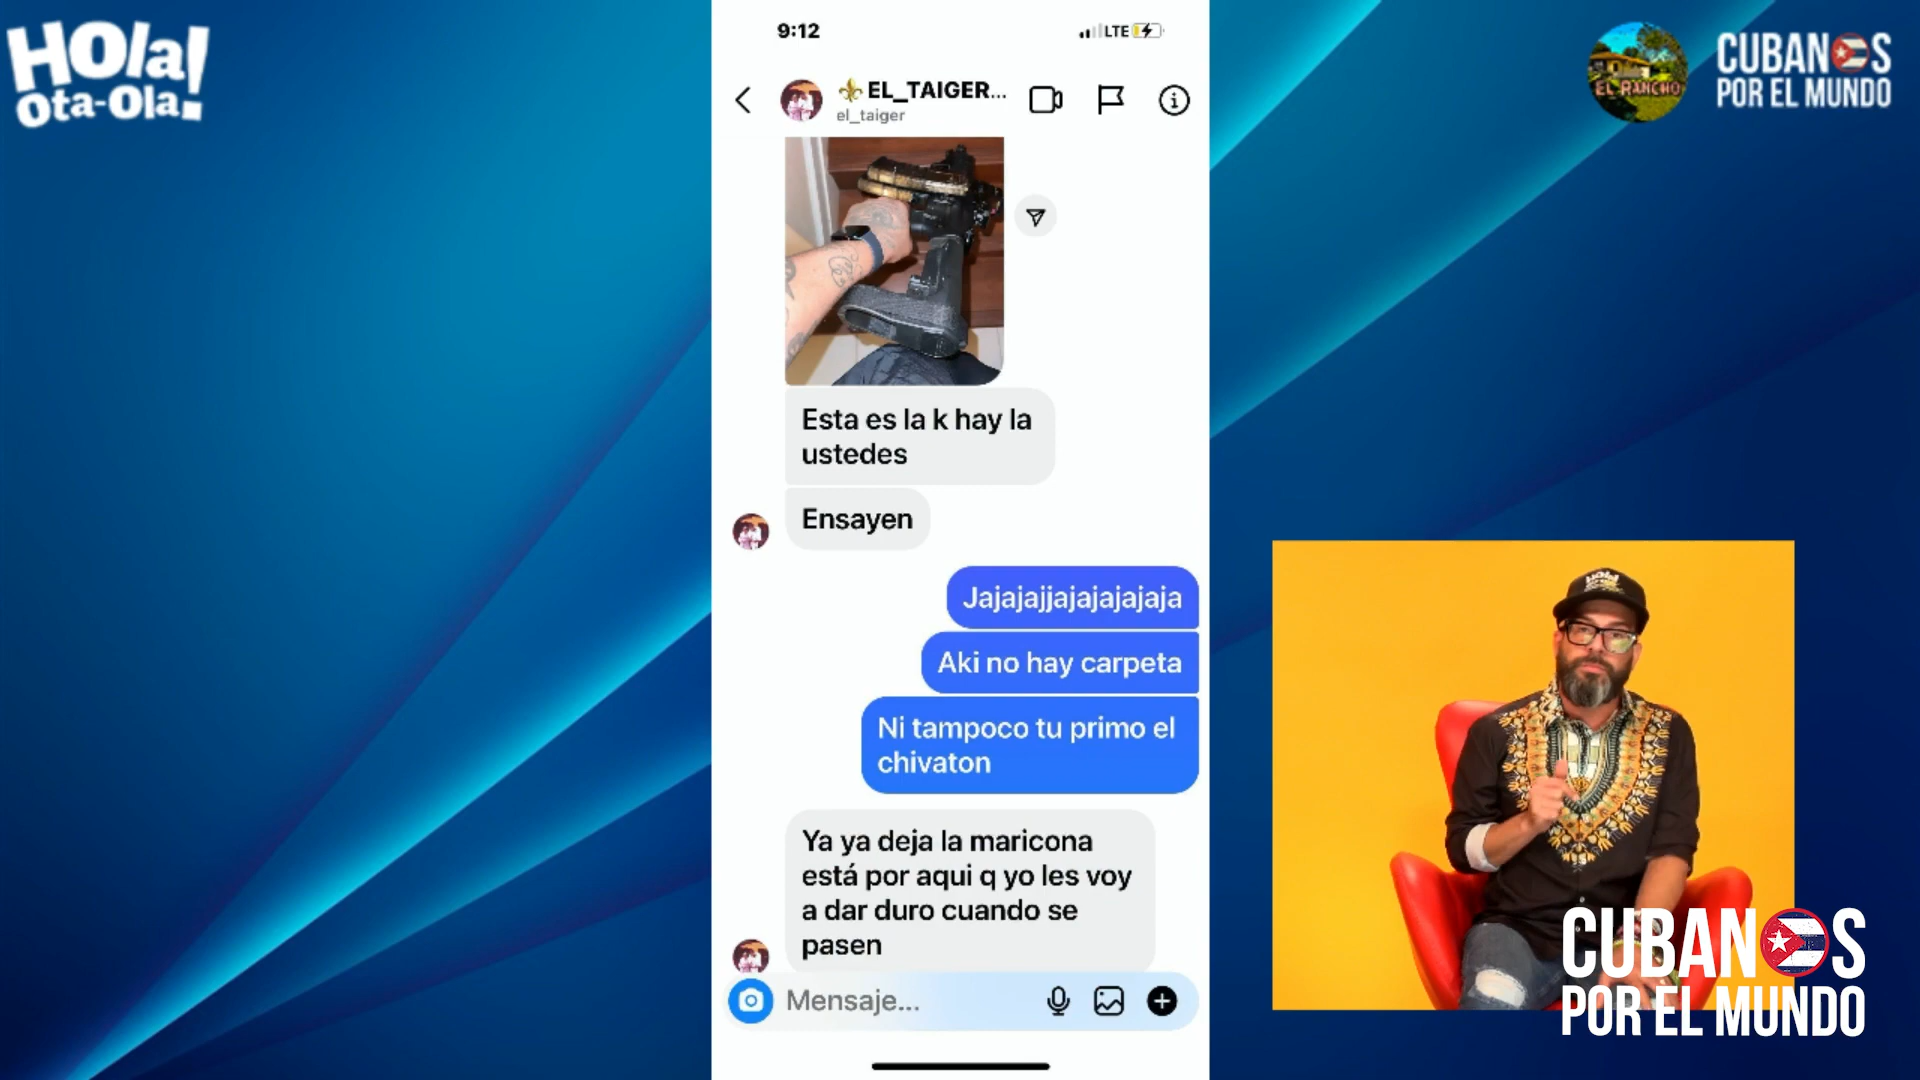 Hola!
Ota-Ola!
EL RANCHO
CUBANOS
POR EL MUNDO
9:12
LTE
EL_TAIGER...
el_taiger
Esta es la k hay la
ustedes
Ensayen
Jajajajjajajajajaja
Aki no hay carpeta
Ni tampoco tu primo el
chivaton
Ya ya deja la maricona
está por aqui q yo les voy
a dar duro cuando se
pasen
Mensaje...
Hola!
CUBANOS
POR EL MUNDO